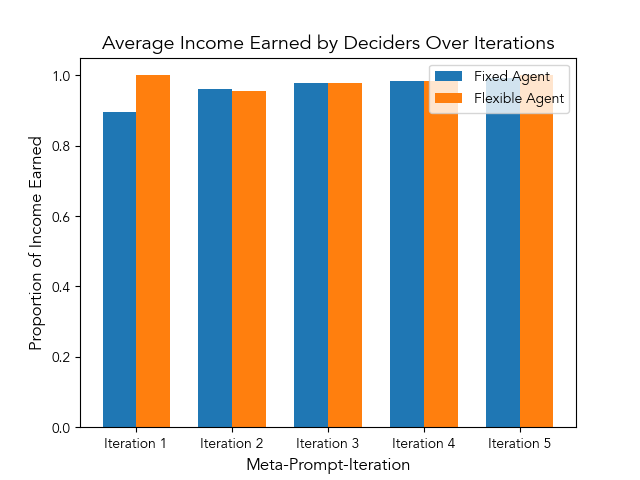 Average Income Earned by Deciders Over Iterations
Fixed Agent
Flexible Agent
Proportion of Income Earned
1.0
0.8
0.6
0.4
0.2
0.0
Iteration 1
Iteration 2
Iteration 3
Iteration 4
Iteration 5
Meta-Prompt-Iteration